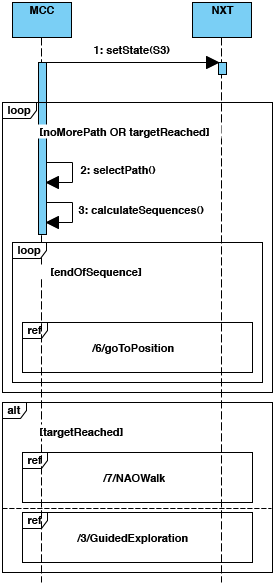 MCC
NXT
1: setState(S3)
loop
[noMorePath OR targetReached]
2: selectPath()
3: calculateSequences()
loop
[endOfSequence]
ref
/6/goToPosition
alt
[targetReached]
ref
/7/NAOWalk
ref
/3/GuidedExploration